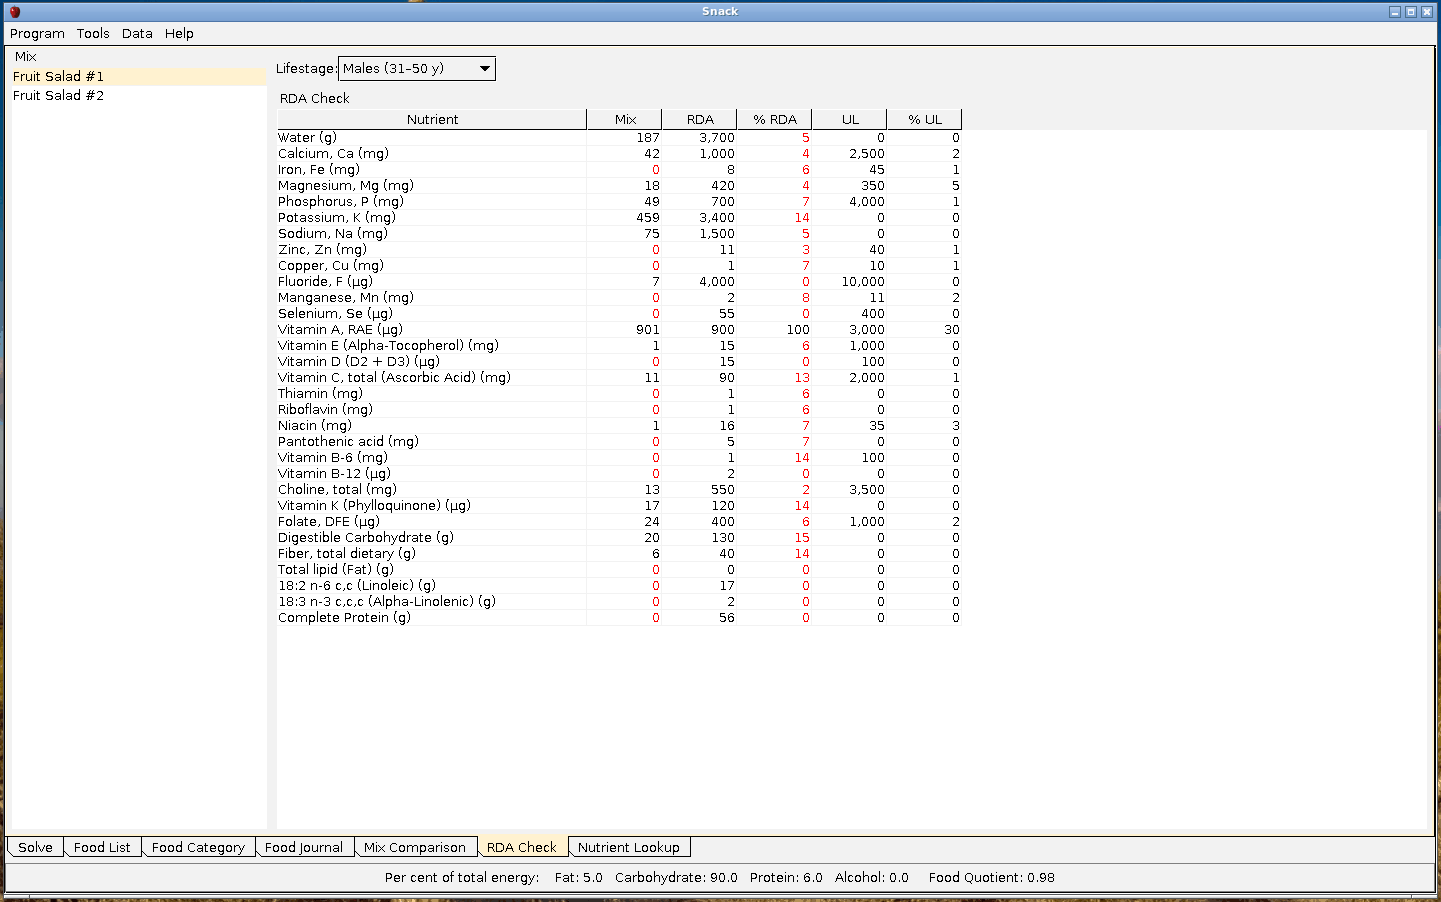 Snack
Program Tools Data Help
Mix
Fruit Salad #1
Fruit Salad #2
Lifestage: Males (31–50 y)
RDA Check
Nutrient Mix RDA % RDA UL % UL
Water (g) 187 3,700 5 0 0
Calcium, Ca (mg) 42 1,000 4 2,500 2
Iron, Fe (mg) 0 8 6 45 1
Magnesium, Mg (mg) 18 420 4 350 5
Phosphorus, P (mg) 49 700 7 4,000 1
Potassium, K (mg) 459 3,400 14 0 0
Sodium, Na (mg) 75 1,500 5 0 0
Zinc, Zn (mg) 0 11 3 40 1
Copper, Cu (mg) 0 1 7 10 1
Fluoride, F (µg) 7 4,000 0 10,000 0
Manganese, Mn (mg) 0 2 8 11 2
Selenium, Se (µg) 0 55 0 400 0
Vitamin A, RAE (µg) 901 900 100 3,000 30
Vitamin E (Alpha-Tocopherol) (mg) 1 15 6 1,000 0
Vitamin D (D2 + D3) (µg) 0 15 0 100 0
Vitamin C, total (Ascorbic Acid) (mg) 11 90 13 2,000 1
Thiamin (mg) 0 1 6 0 0
Riboflavin (mg) 0 1 6 0 0
Niacin (mg) 1 16 7 35 3
Pantothenic acid (mg) 0 5 7 0 0
Vitamin B-6 (mg) 0 1 14 100 0
Vitamin B-12 (µg) 0 2 0 0 0
Choline, total (mg) 13 550 2 3,500 0
Vitamin K (Phylloquinone) (µg) 17 120 14 0 0
Folate, DFE (µg) 24 400 6 1,000 2
Digestible Carbohydrate (g) 20 130 15 0 0
Fiber, total dietary (g) 6 40 14 0 0
Total lipid (Fat) (g) 0 0 0 0 0
18:2 n-6 c,c (Linoleic) (g) 0 17 0 0 0
18:3 n-3 c,c,c (Alpha-Linolenic) (g) 0 2 0 0 0
Complete Protein (g) 0 56 0 0 0
Solve Food List Food Category Food Journal Mix Comparison RDA Check Nutrient Lookup
Per cent of total energy: Fat: 5.0 Carbohydrate: 90.0 Protein: 6.0 Alcohol: 0.0 Food Quotient: 0.98